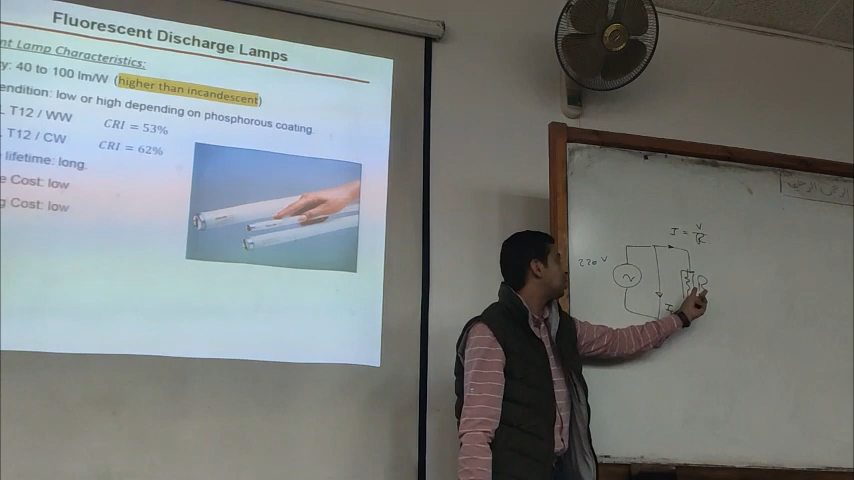 Fluorescent Discharge Lamps
nt Lamp Characteristics:
y: 40 to 100 lm/W (higher than incandescent)
endition: low or high depending on phosphorous coating
T12 / WW CRI = 53%
T12 / CW CRI = 62%
lifetime: long.
e Cost: low
g Cost: low
I = V/R
220 V
R
I